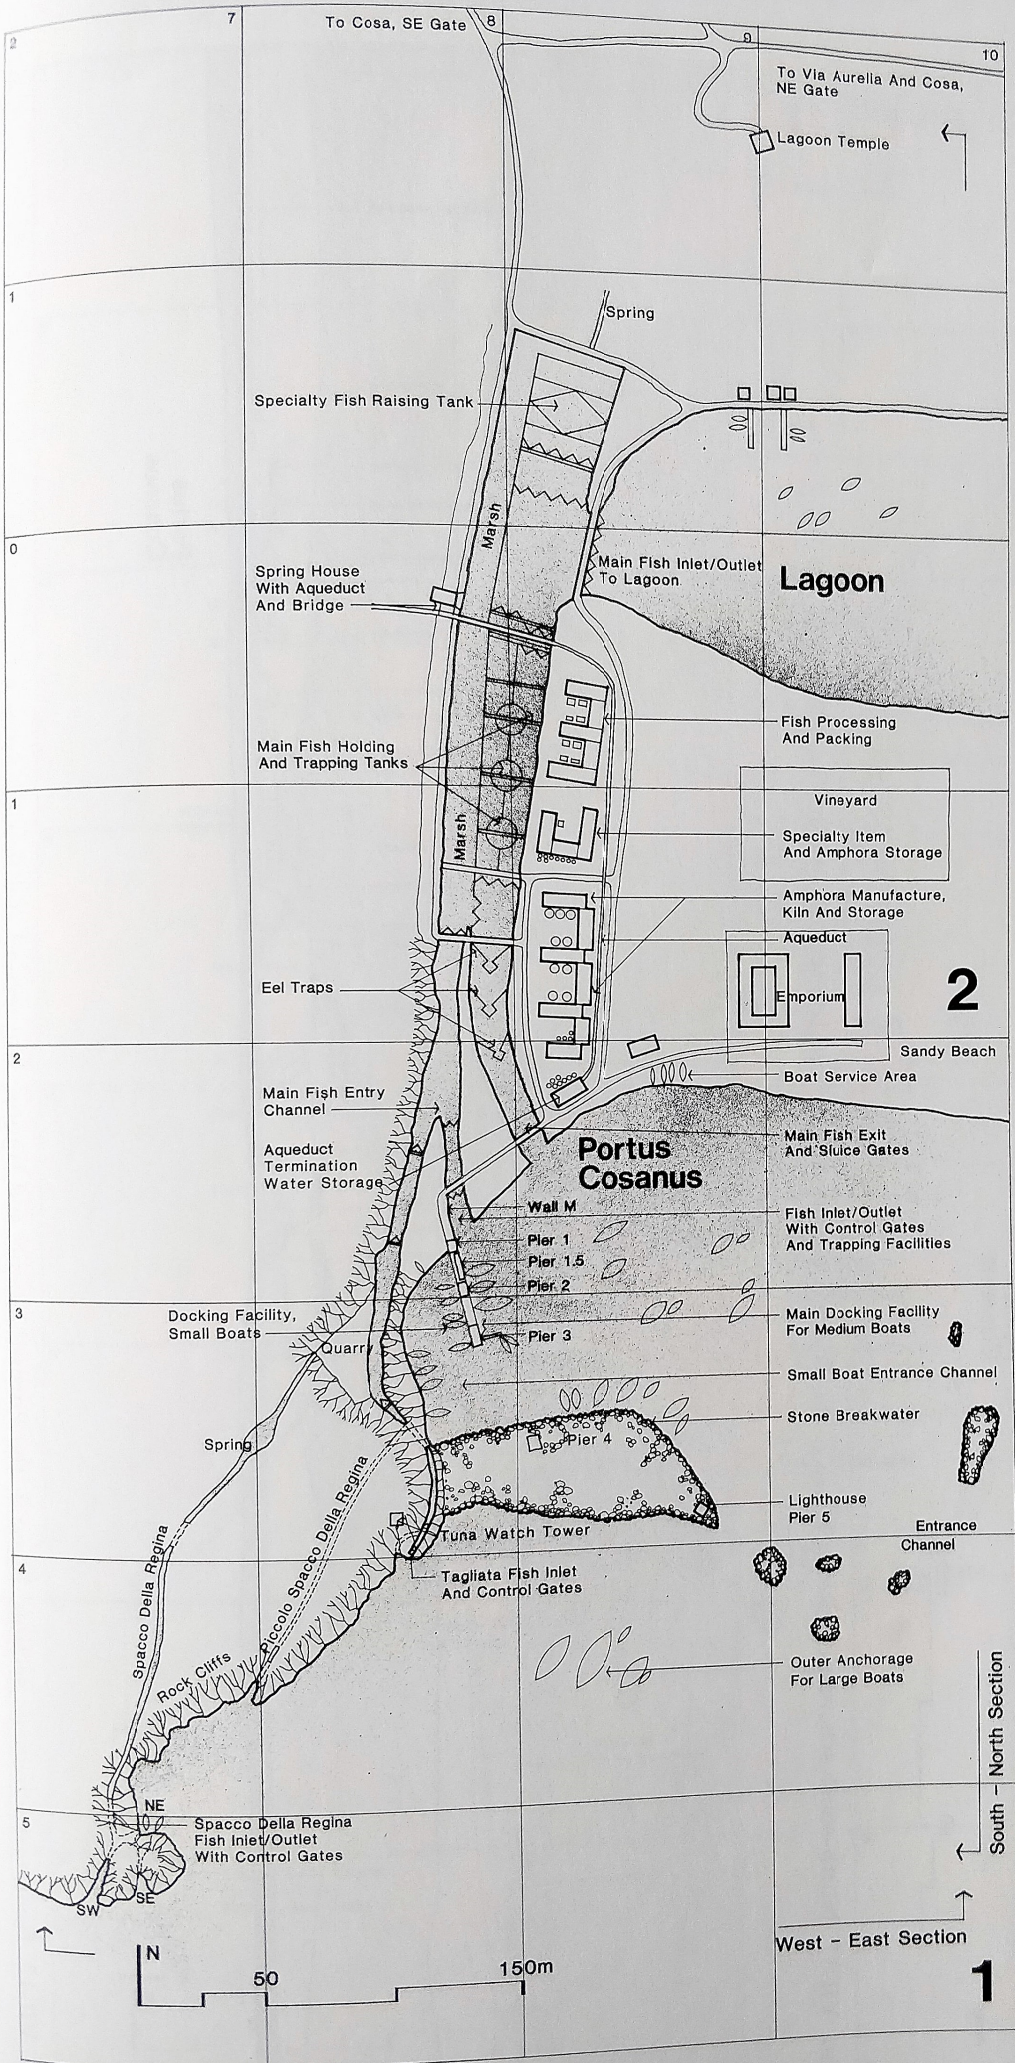 7
8
9
10
2
To Cosa, SE Gate
To Via Aurelia And Cosa,
NE Gate
Lagoon Temple
1
Spring
Specialty Fish Raising Tank
Marsh
0
Main Fish Inlet/Outlet
To Lagoon
Lagoon
Spring House
With Aqueduct
And Bridge
Fish Processing
And Packing
Main Fish Holding
And Trapping Tanks
1
Vineyard
Marsh
Specialty Item
And Amphora Storage
Amphora Manufacture,
Kiln And Storage
Aqueduct
Eel Traps
Emporium
2
2
Sandy Beach
Boat Service Area
Main Fish Entry
Channel
Main Fish Exit
And Sluice Gates
Portus
Cosanus
Aqueduct
Termination
Water Storage
Wall M
Fish Inlet/Outlet
With Control Gates
And Trapping Facilities
Pier 1
Pier 1.5
Pier 2
3
Docking Facility,
Small Boats
Main Docking Facility
For Medium Boats
Pier 3
Quarry
Small Boat Entrance Channel
Stone Breakwater
Spring
Pier 4
Lighthouse
Pier 5
Entrance
Channel
Tuna Watch Tower
4
Tagliata Fish Inlet
And Control Gates
Spacco Della Regina
Piccolo Spacco Della Regina
Rock Cliffs
Outer Anchorage
For Large Boats
South - North Section
5
NE
Spacco Della Regina
Fish Inlet/Outlet
With Control Gates
SE
SW
West - East Section
N
50
150m
1